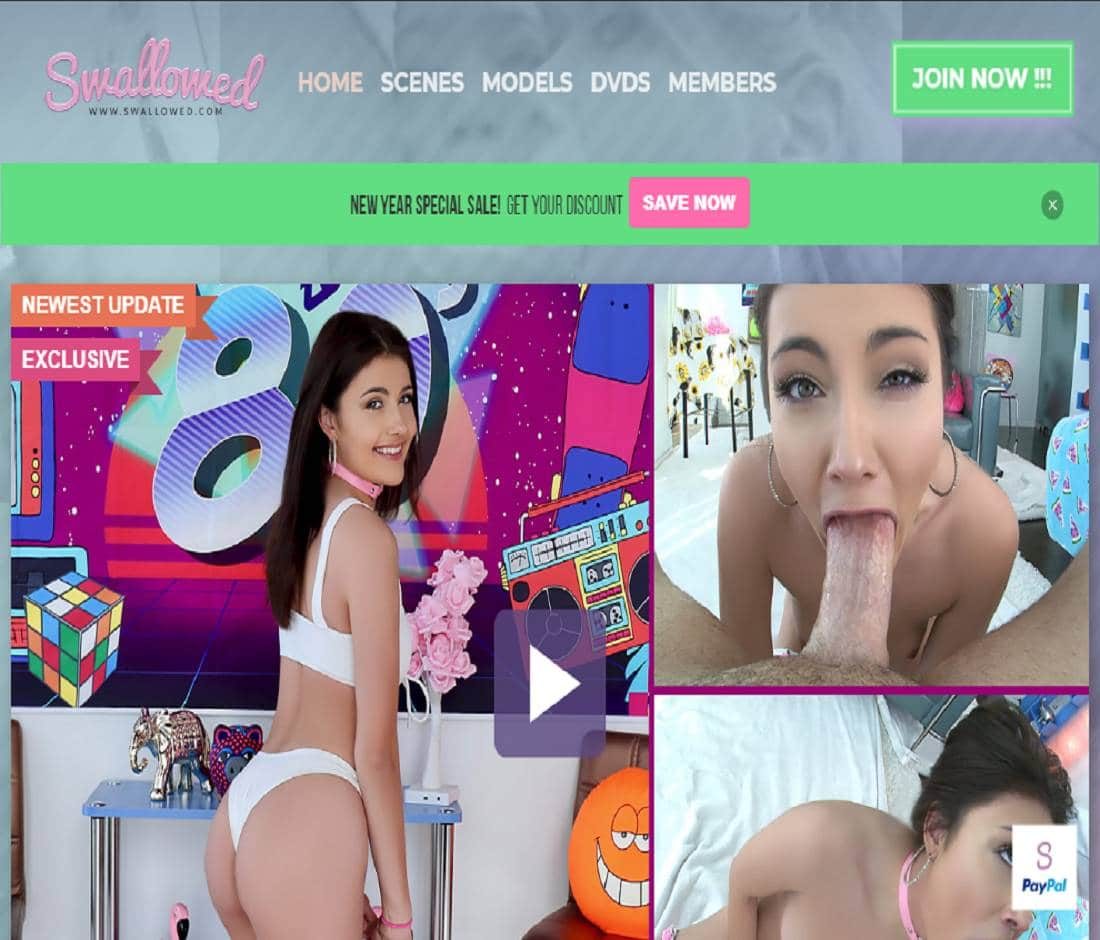 Swallowed
WWW.SWALLOWED.COM
HOME SCENES MODELS DVDS MEMBERS
JOIN NOW !!!
NEW YEAR SPECIAL SALE! GET YOUR DISCOUNT SAVE NOW X
NEWEST UPDATE
EXCLUSIVE
80
S
PayPal